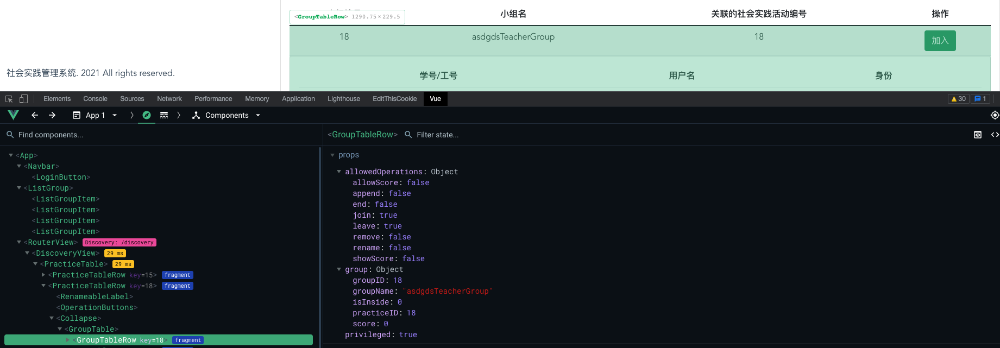 <GroupTableRow> 1290.75×229.5
小组名
关联的社会实践活动编号
操作
18
asdgdsTeacherGroup
18
加入
社会实践管理系统. 2021 All rights reserved.
学号/工号
用户名
身份
Elements Console Sources Network Performance Memory Application Lighthouse EditThisCookie Vue 30 1
App 1 Components
Find components...
<GroupTableRow> Filter state...
<App>
<Navbar>
<LoginButton>
<ListGroup>
<ListGroupItem>
<ListGroupItem>
<ListGroupItem>
<ListGroupItem>
<RouterView> Discovery: /discovery
<DiscoveryView> 29 ms
<PracticeTable> 29 ms
<PracticeTableRow key=15> fragment
<PracticeTableRow key=18> fragment
<RenameableLabel>
<OperationButtons>
<Collapse>
<GroupTable>
<GroupTableRow key=18> fragment
props
allowedOperations: Object
allowScore: false
append: false
end: false
join: true
leave: true
remove: false
rename: false
showScore: false
group: Object
groupID: 18
groupName: "asdgdsTeacherGroup"
isInside: 0
practiceID: 18
score: 0
privileged: true